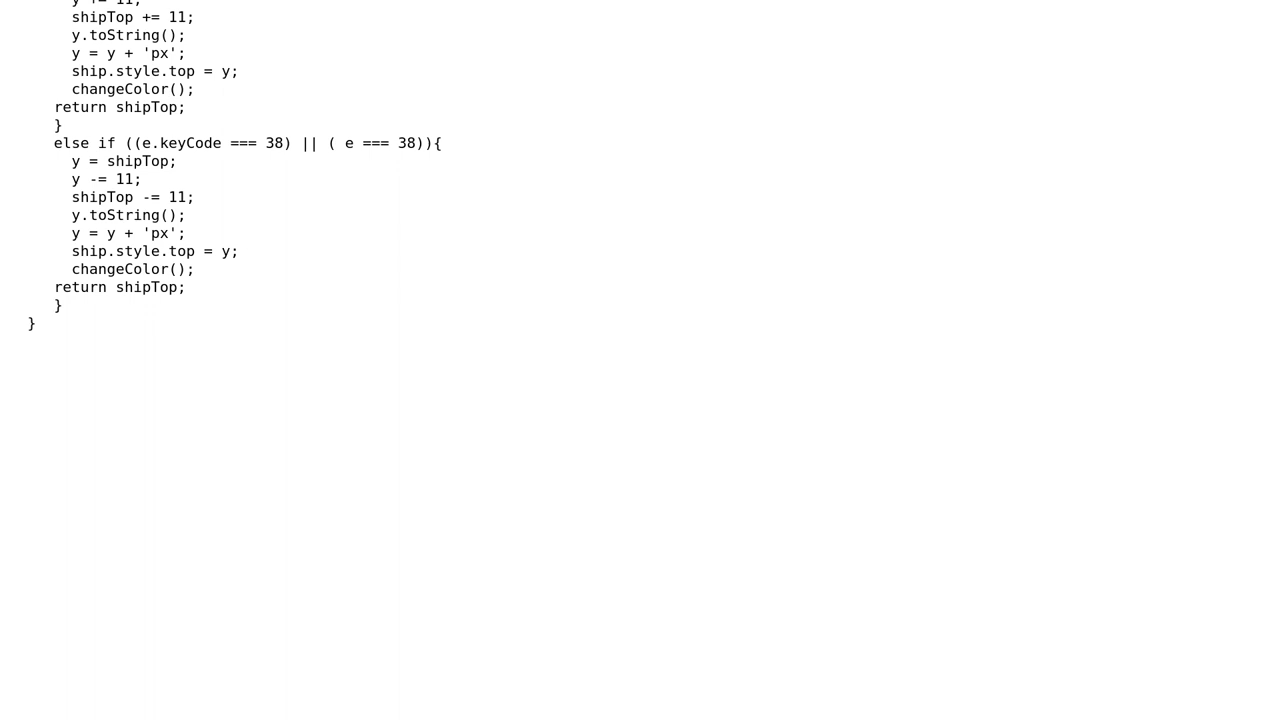 y += 11;
shipTop += 11;
y.toString();
y = y + 'px';
ship.style.top = y;
changeColor();
return shipTop;
}
else if ((e.keyCode === 38) || ( e === 38)){
y = shipTop;
y -= 11;
shipTop -= 11;
y.toString();
y = y + 'px';
ship.style.top = y;
changeColor();
return shipTop;
}
}